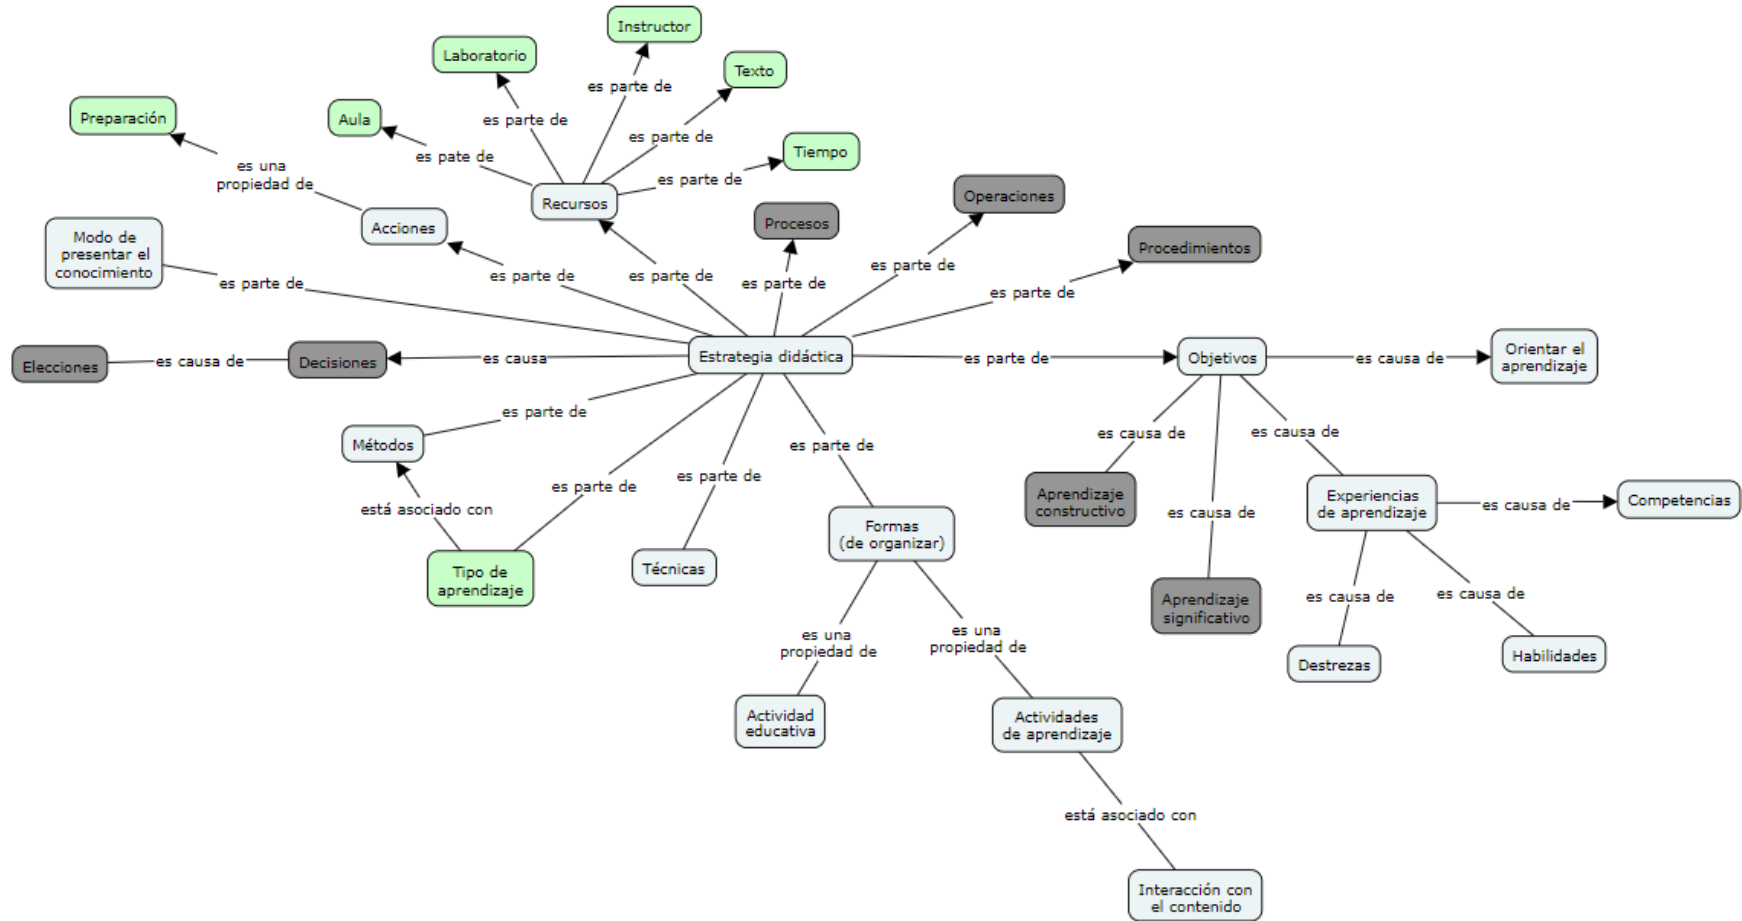 Instructor
Laboratorio
Texto
es parte de
Preparación
Aula
es parte de
es parte de
Tiempo
es pate de
es una
propiedad de
es parte de
Recursos
Operaciones
Procesos
Acciones
Modo de
presentar el
conocimiento
Procedimientos
es parte de
es parte de
es parte de
es parte de
es parte de
es parte de
Elecciones
es causa de
Decisiones
es causa
Estrategia didáctica
es parte de
Objetivos
es causa de
Orientar el
aprendizaje
es parte de
Métodos
es parte de
es causa de
es causa de
es parte de
es parte de
está asociado con
Aprendizaje
constructivo
es causa de
Experiencias
de aprendizaje
es causa de
Competencias
Formas
(de organizar)
Tipo de
aprendizaje
Técnicas
Aprendizaje
significativo
es causa de
es causa de
es una
propiedad de
es una
propiedad de
Destrezas
Habilidades
Actividad
educativa
Actividades
de aprendizaje
está asociado con
Interacción con
el contenido